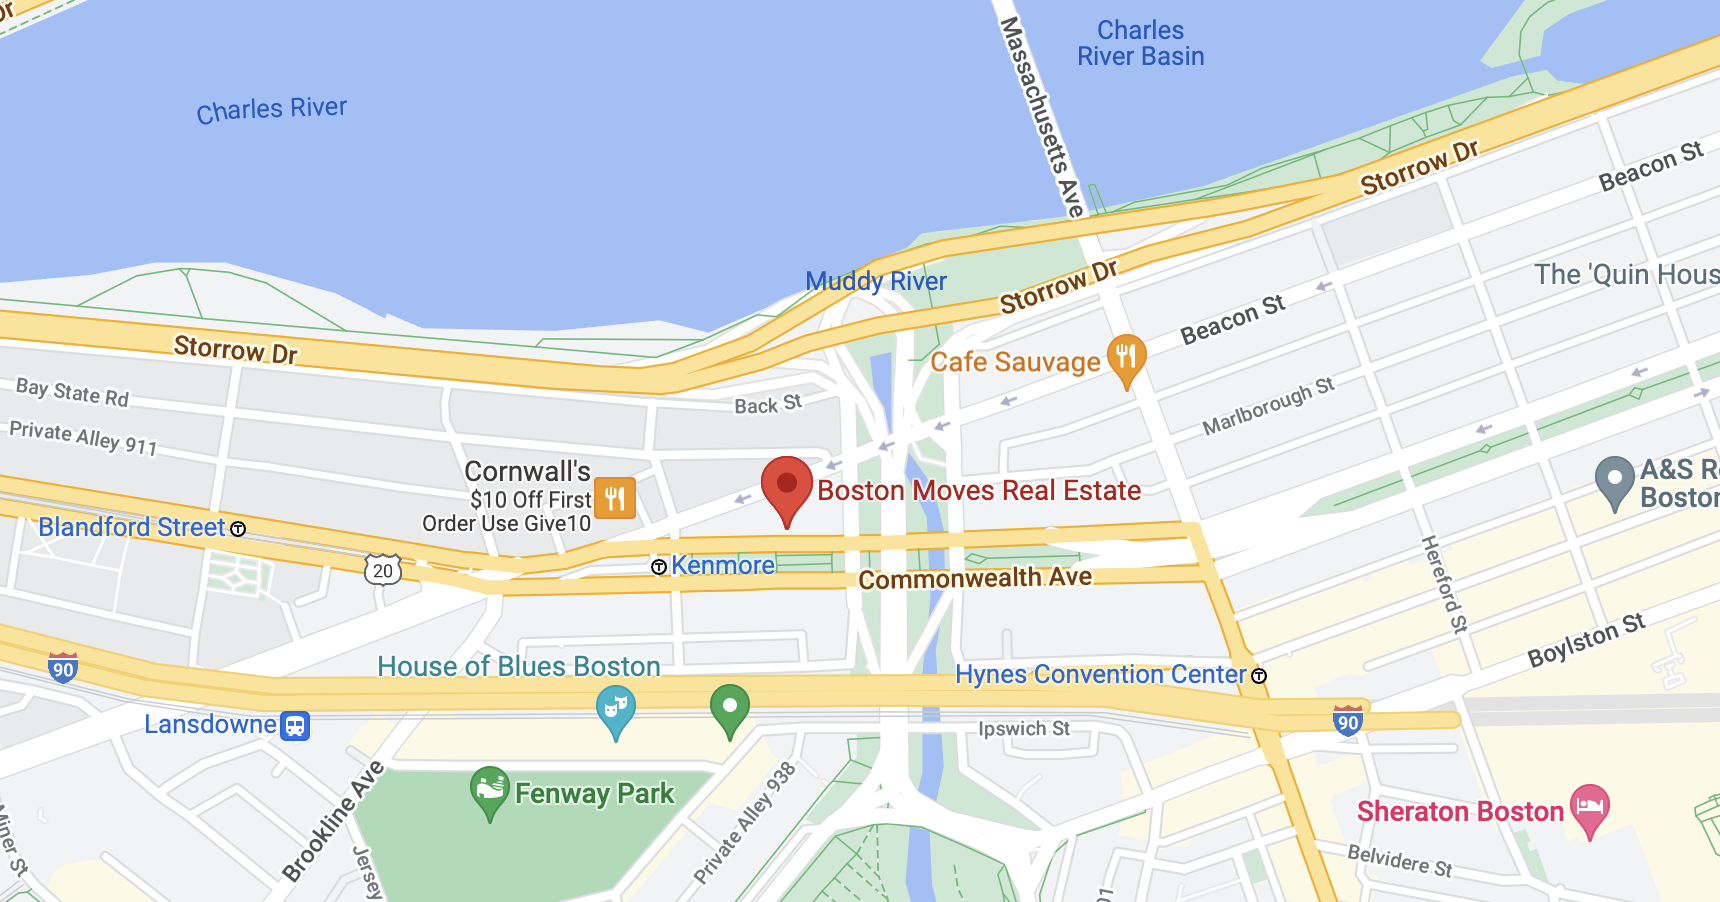 Dr
Charles
River Basin
Massachusetts Ave
Charles River
Storrow Dr
Beacon St
Muddy River
Storrow Dr
The 'Quin Hous
Beacon St
Storrow Dr
Cafe Sauvage
Bay State Rd
Back St
Marlborough St
Private Alley 911
Cornwall's
$10 Off First
Order Use Give10
Boston Moves Real Estate
A&S R
Boston
Blandford Street
T
20
T
Kenmore
Commonwealth Ave
Hereford St
Boylston St
90
House of Blues Boston
Hynes Convention Center
T
Lansdowne
Ipswich St
90
Brookline Ave
Fenway Park
Private Alley 938
Sheraton Boston
Miner St
Jersey
Belvidere St
01